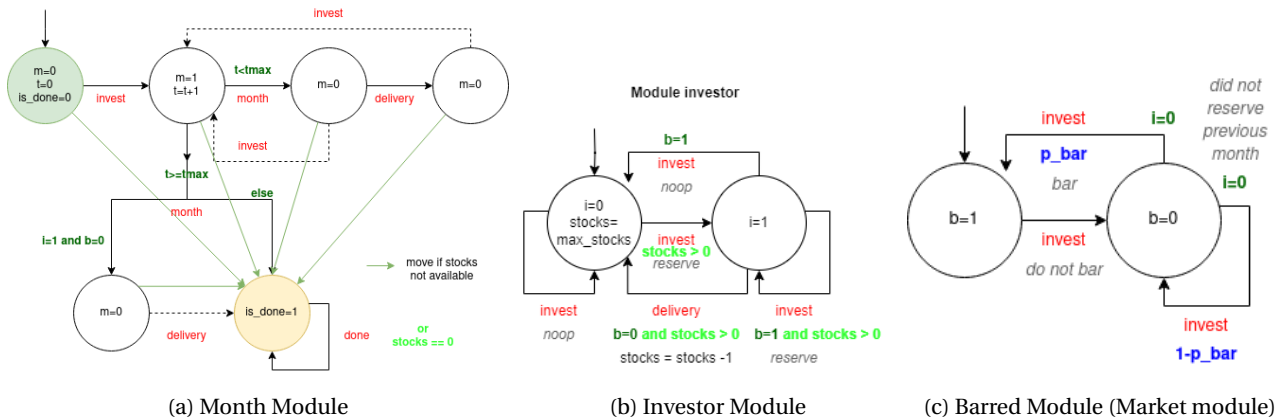 invest
m=0
t=0
is_done=0
invest
m=1
t=t+1
t<tmax
month
m=0
delivery
m=0
invest
t>=tmax
else
month
i=1 and b=0
m=0
delivery
is_done=1
done
move if stocks
not available
or
stocks == 0
(a) Month Module
Module investor
b=1
invest
noop
i=0
stocks=
max_stocks
invest
stocks > 0
reserve
i=1
invest
noop
delivery
b=0 and stocks > 0
stocks = stocks -1
invest
b=1 and stocks > 0
reserve
(b) Investor Module
did not
reserve
previous
month
invest
i=0
p_bar
bar
i=0
b=1
b=0
invest
do not bar
invest
1-p_bar
(c) Barred Module (Market module)